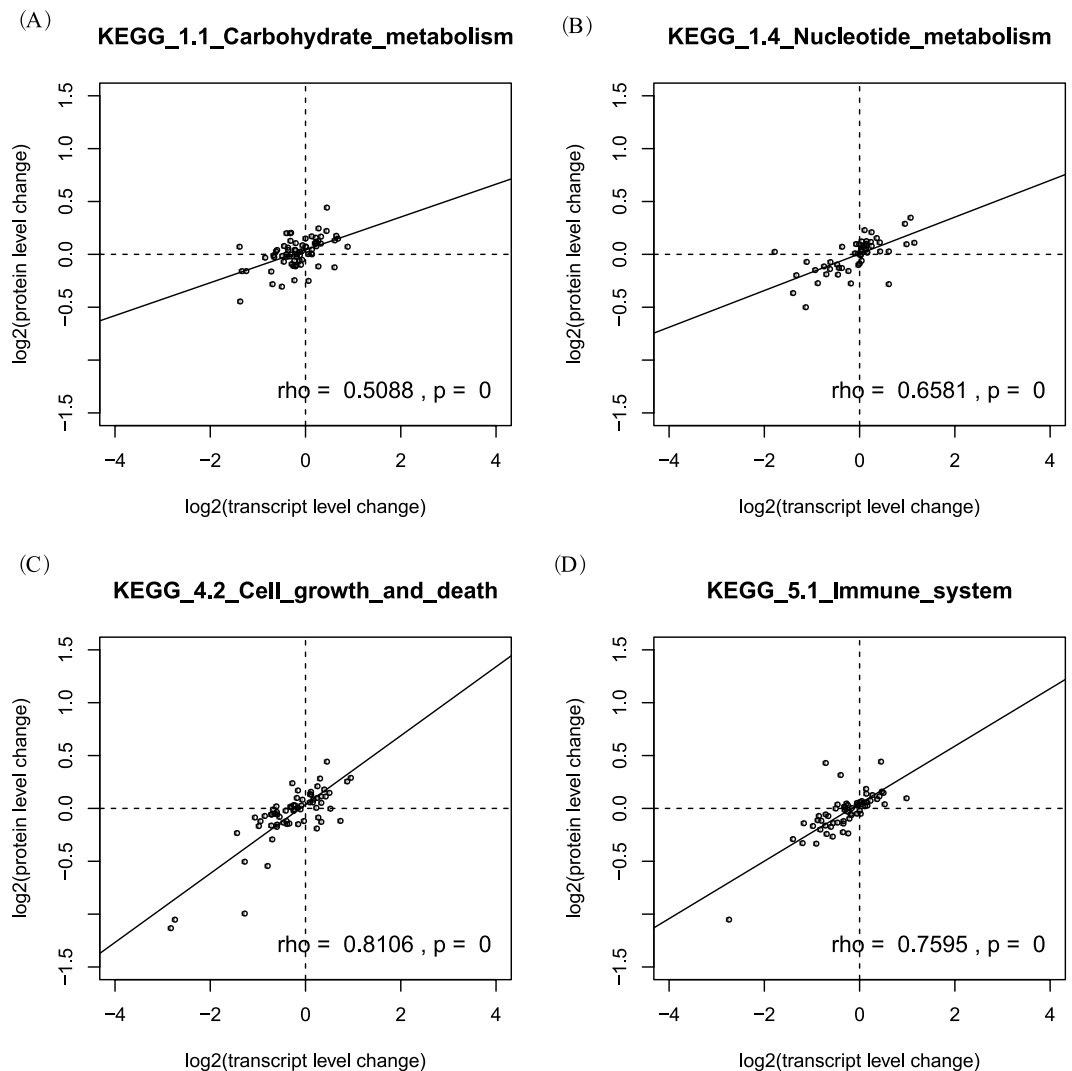 (A)
KEGG_1.1_Carbohydrate_metabolism
log2(protein level change)
1.5
1.0
0.5
0.0
−0.5
−1.5
rho = 0.5088 , p = 0
−4 −2 0 2 4
log2(transcript level change)
(B)
KEGG_1.4_Nucleotide_metabolism
log2(protein level change)
1.5
1.0
0.5
0.0
−0.5
−1.5
rho = 0.6581 , p = 0
−4 −2 0 2 4
log2(transcript level change)
(C)
KEGG_4.2_Cell_growth_and_death
log2(protein level change)
1.5
1.0
0.5
0.0
−0.5
−1.5
rho = 0.8106 , p = 0
−4 −2 0 2 4
log2(transcript level change)
(D)
KEGG_5.1_Immune_system
log2(protein level change)
1.5
1.0
0.5
0.0
−0.5
−1.5
rho = 0.7595 , p = 0
−4 −2 0 2 4
log2(transcript level change)